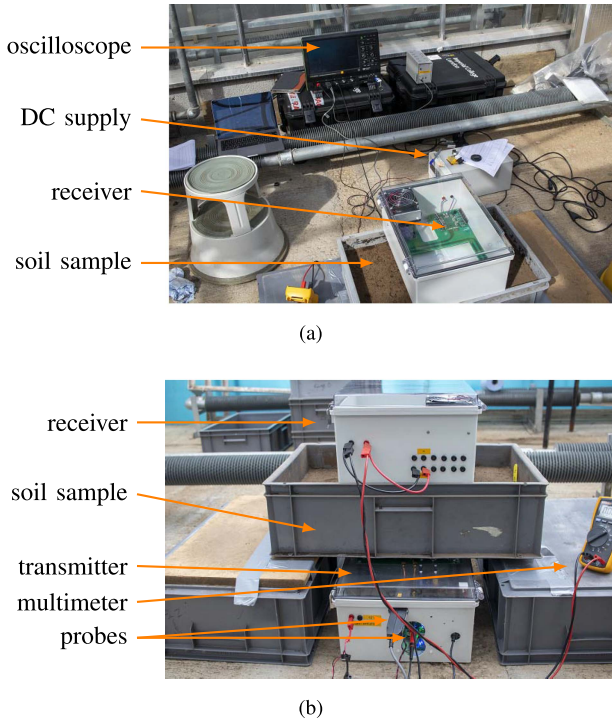 oscilloscope
DC supply
receiver
soil sample
(a)
receiver
soil sample
transmitter
multimeter
probes
(b)